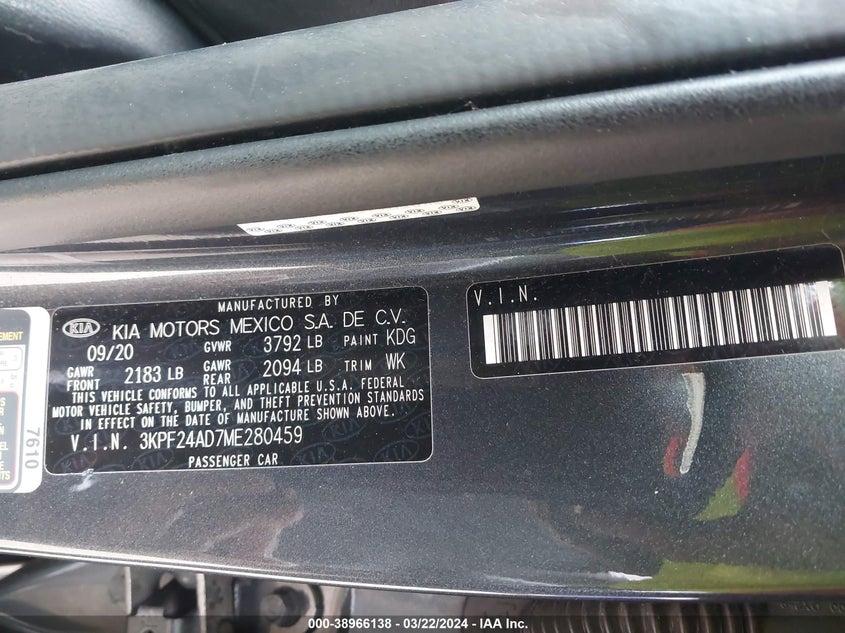 MANUFACTURED BY
KIA KIA MOTORS MEXICO S.A. DE C.V.
09/20 GVWR 3792 LB PAINT KDG
GAWR FRONT 2183 LB GAWR REAR 2094 LB TRIM WK
THIS VEHICLE CONFORMS TO ALL APPLICABLE U.S.A. FEDERAL
MOTOR VEHICLE SAFETY, BUMPER, AND THEFT PREVENTION STANDARDS
IN EFFECT ON THE DATE OF MANUFACTURE SHOWN ABOVE.
V.I.N. 3KPF24AD7ME280459
PASSENGER CAR
V.I.N.
7610
000-38966138 - 03/22/2024 - IAA Inc.